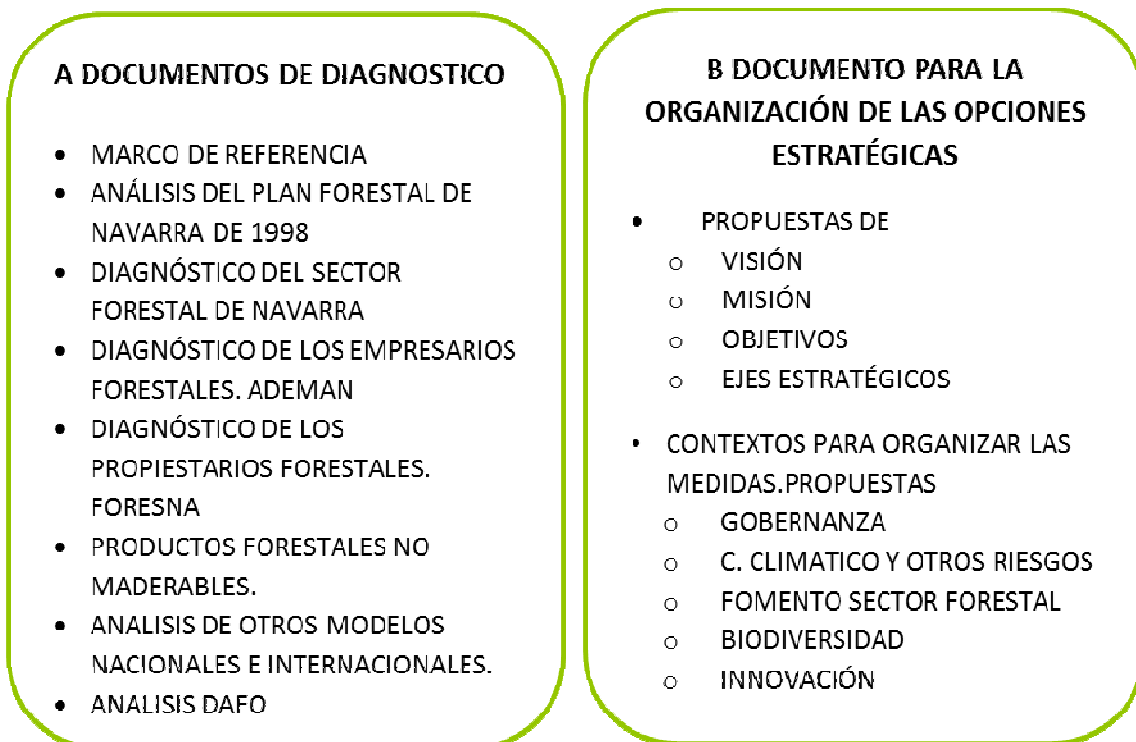 A DOCUMENTOS DE DIAGNOSTICO
• MARCO DE REFERENCIA
• ANÁLISIS DEL PLAN FORESTAL DE
NAVARRA DE 1998
• DIAGNÓSTICO DEL SECTOR
FORESTAL DE NAVARRA
• DIAGNÓSTICO DE LOS EMPRESARIOS
FORESTALES. ADEMAN
• DIAGNÓSTICO DE LOS
PROPIESTARIOS FORESTALES.
FORESNA
• PRODUCTOS FORESTALES NO
MADERABLES.
• ANALISIS DE OTROS MODELOS
NACIONALES E INTERNACIONALES.
• ANALISIS DAFO
B DOCUMENTO PARA LA
ORGANIZACIÓN DE LAS OPCIONES
ESTRATÉGICAS
• PROPUESTAS DE
o VISIÓN
o MISIÓN
o OBJETIVOS
o EJES ESTRATÉGICOS
• CONTEXTOS PARA ORGANIZAR LAS
MEDIDAS.PROPUESTAS
o GOBERNANZA
o C. CLIMATICO Y OTROS RIESGOS
o FOMENTO SECTOR FORESTAL
o BIODIVERSIDAD
o INNOVACIÓN